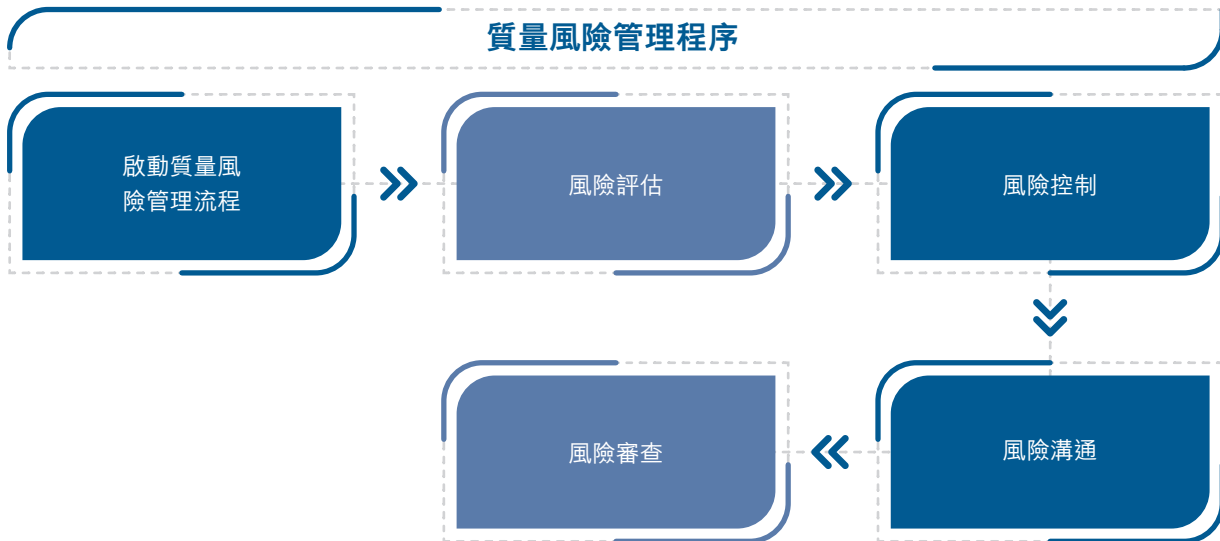 質量風險管理程序
啟動質量風
險管理流程
風險評估
風險控制
風險溝通
風險審查